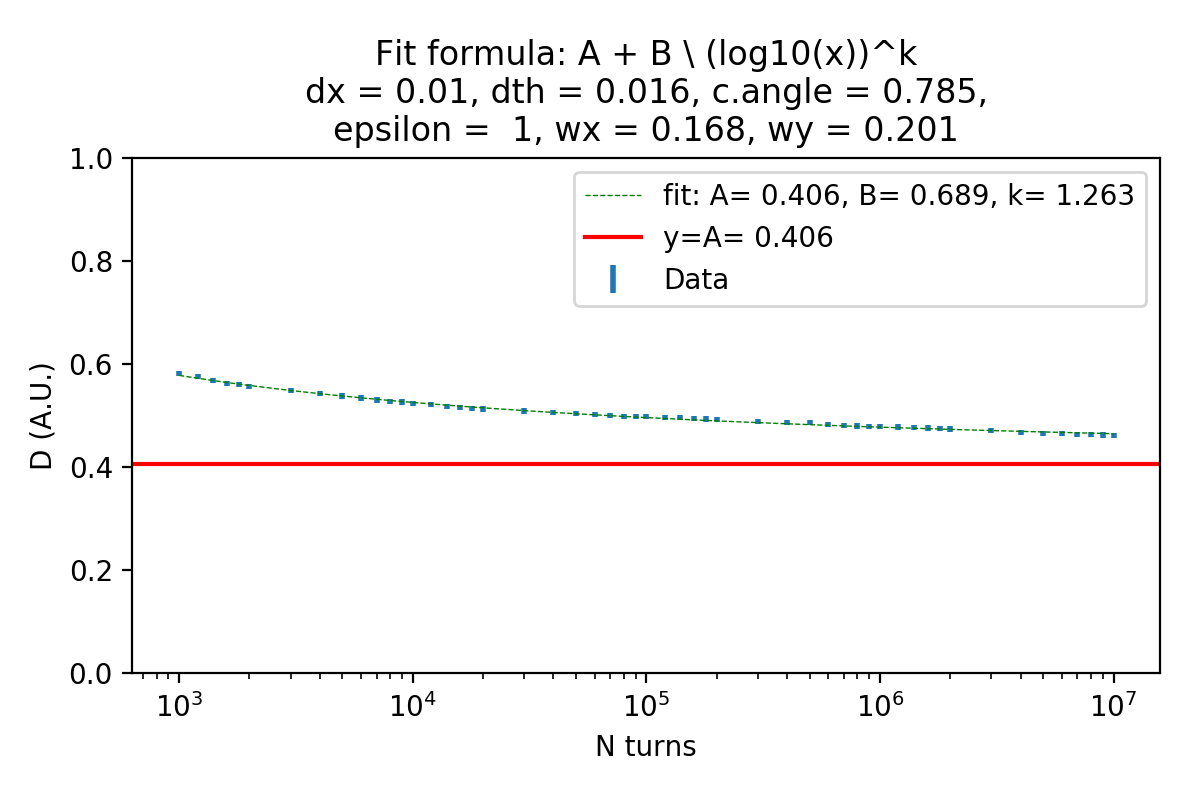 Fit formula: A + B \ (log10(x))^k
dx = 0.01, dth = 0.016, c.angle = 0.785,
epsilon =  1, wx = 0.168, wy = 0.201
fit: A= 0.406, B= 0.689, k= 1.263
y=A= 0.406
Data
D (A.U.)
1.0
0.8
0.6
0.4
0.2
0.0
10³ 10⁴ 10⁵ 10⁶ 10⁷
N turns